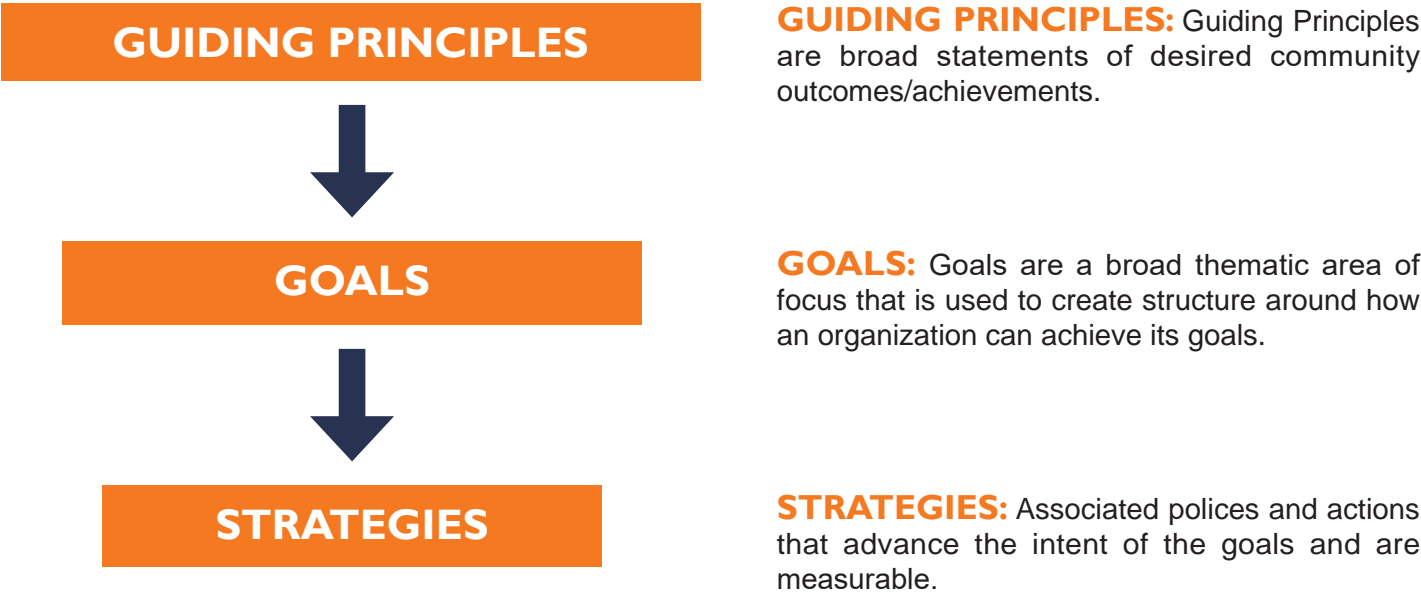 GUIDING PRINCIPLES
GUIDING PRINCIPLES: Guiding Principles
are broad statements of desired community
outcomes/achievements.
GOALS
GOALS: Goals are a broad thematic area of
focus that is used to create structure around how
an organization can achieve its goals.
STRATEGIES
STRATEGIES: Associated polices and actions
that advance the intent of the goals and are
measurable.